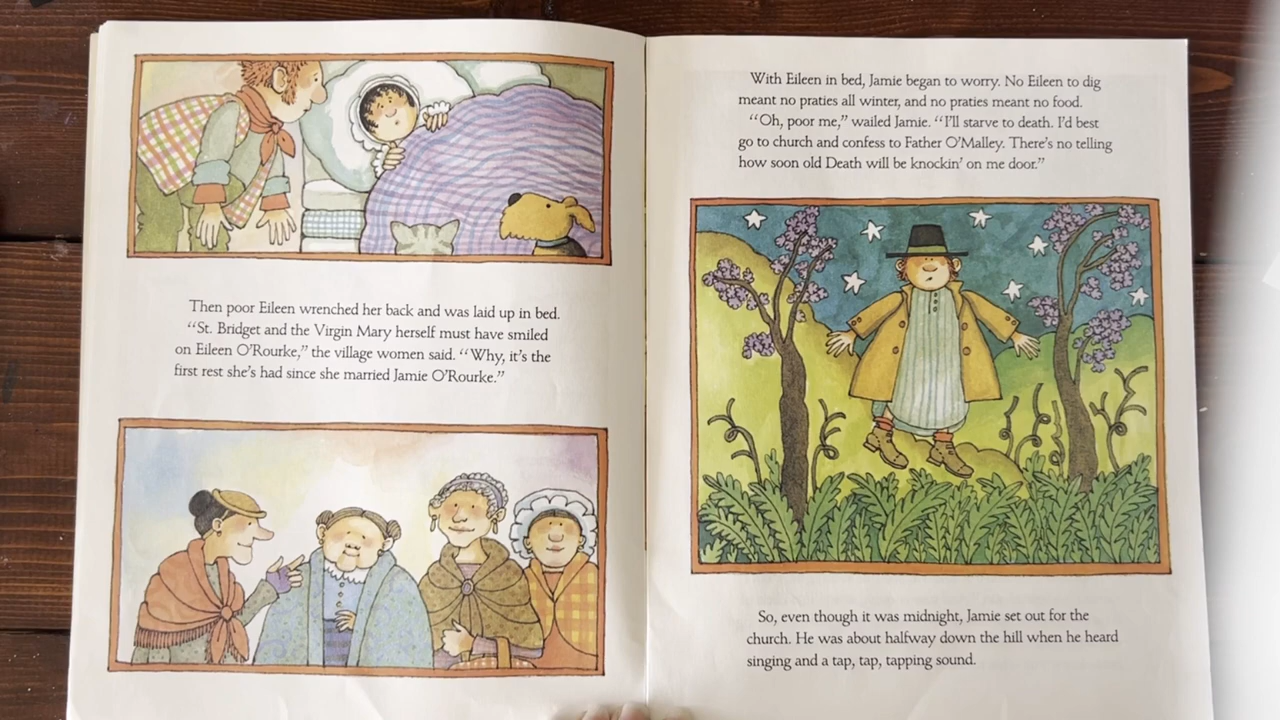 Then poor Eileen wrenched her back and was laid up in bed.
“St. Bridget and the Virgin Mary herself must have smiled
on Eileen O’Rourke,” the village women said. “Why, it’s the
first rest she’s had since she married Jamie O’Rourke.”
With Eileen in bed, Jamie began to worry. No Eileen to dig
meant no praties all winter, and no praties meant no food.
“Oh, poor me,” wailed Jamie. “I’ll starve to death. I’d best
go to church and confess to Father O’Malley. There’s no telling
how soon old Death will be knockin’ on me door.”
So, even though it was midnight, Jamie set out for the
church. He was about halfway down the hill when he heard
singing and a tap, tap, tapping sound.